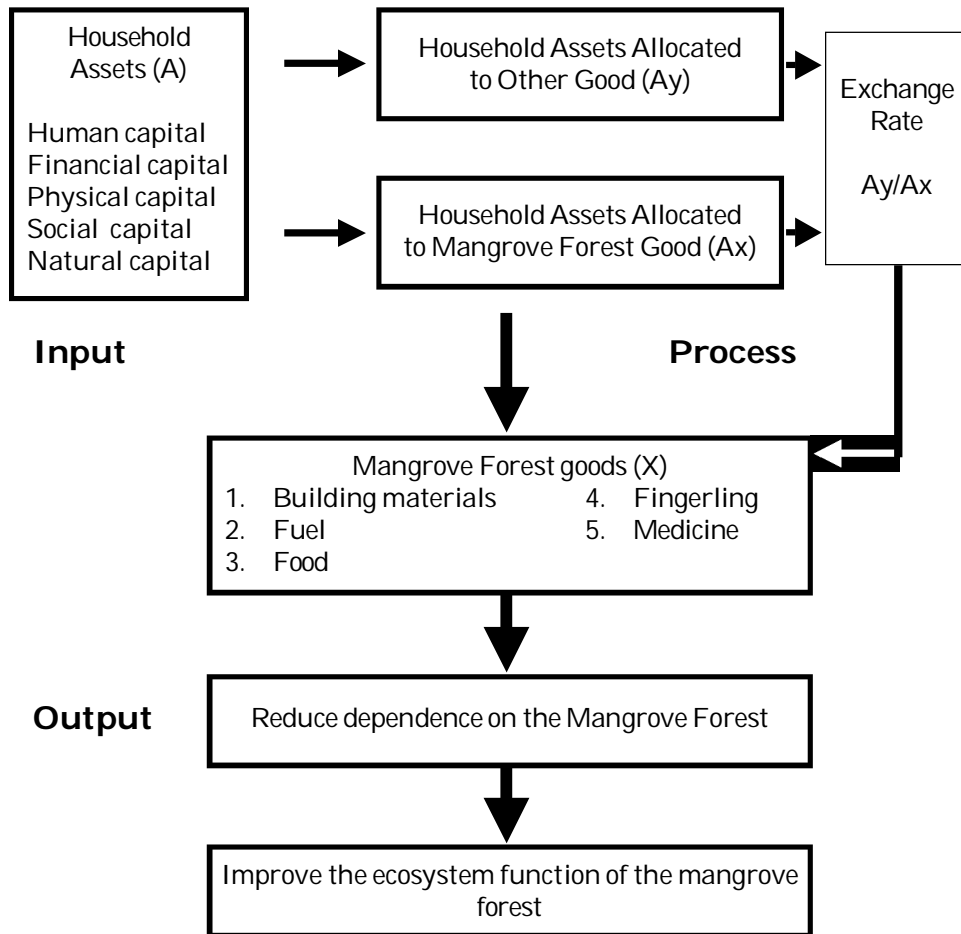 Household
Assets (A)
Human capital
Financial capital
Physical capital
Social capital
Natural capital
Household Assets Allocated
to Other Good (Ay)
Household Assets Allocated
to Mangrove Forest Good (Ax)
Exchange
Rate
Ay/Ax
Input
Process
Mangrove Forest goods (X)
1. Building materials
2. Fuel
3. Food
4. Fingerling
5. Medicine
Output
Reduce dependence on the Mangrove Forest
Improve the ecosystem function of the mangrove
forest